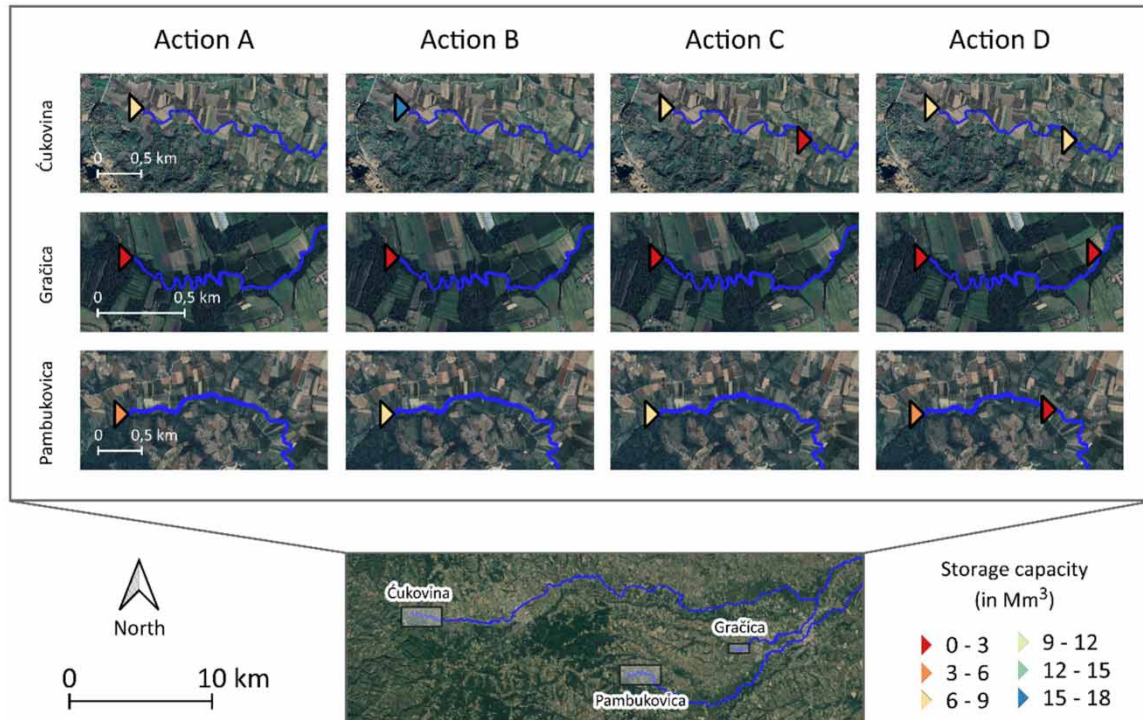 Action A
Action B
Action C
Action D
Ćukovina
0 0,5 km
Gračica
0 0,5 km
Pambukovica
0 0,5 km
North
0 10 km
Ćukovina
Gračica
Pambukovica
Storage capacity
(in Mm³)
0 - 3
3 - 6
6 - 9
9 - 12
12 - 15
15 - 18